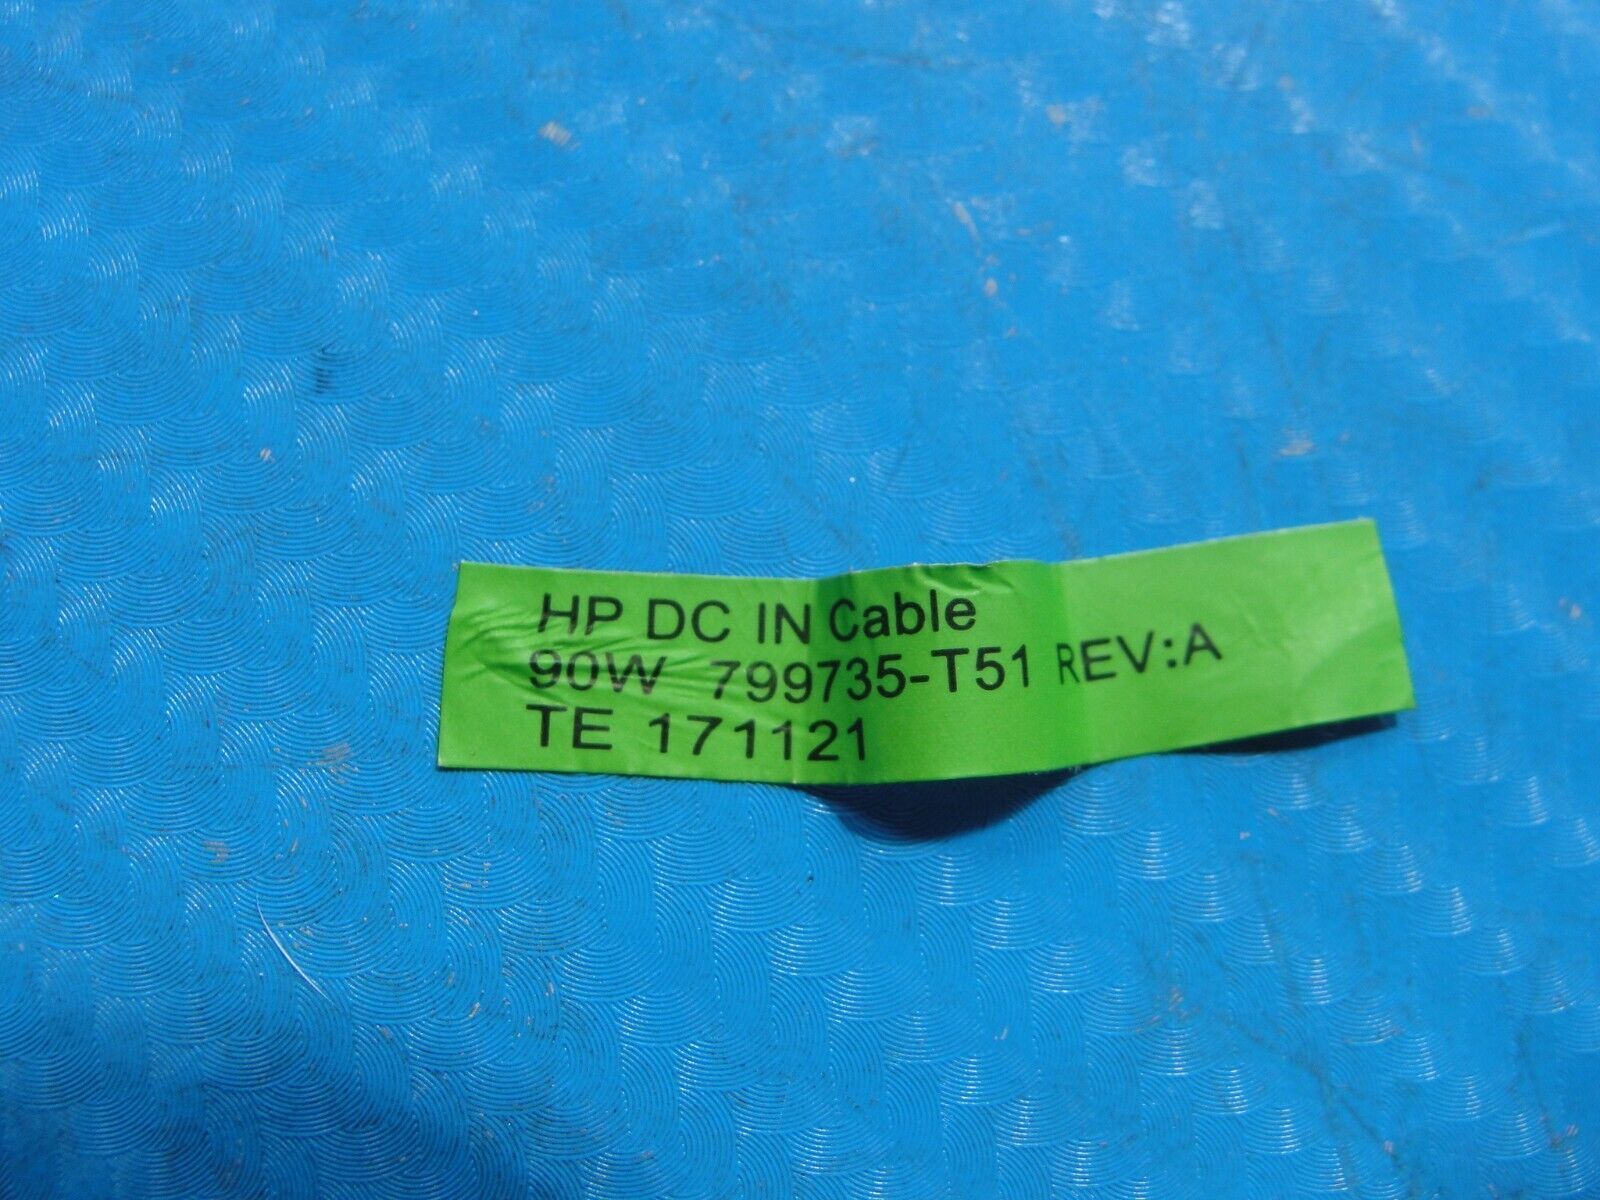 HP DC IN Cable
90W 799735-T51 REV:A
TE 171121